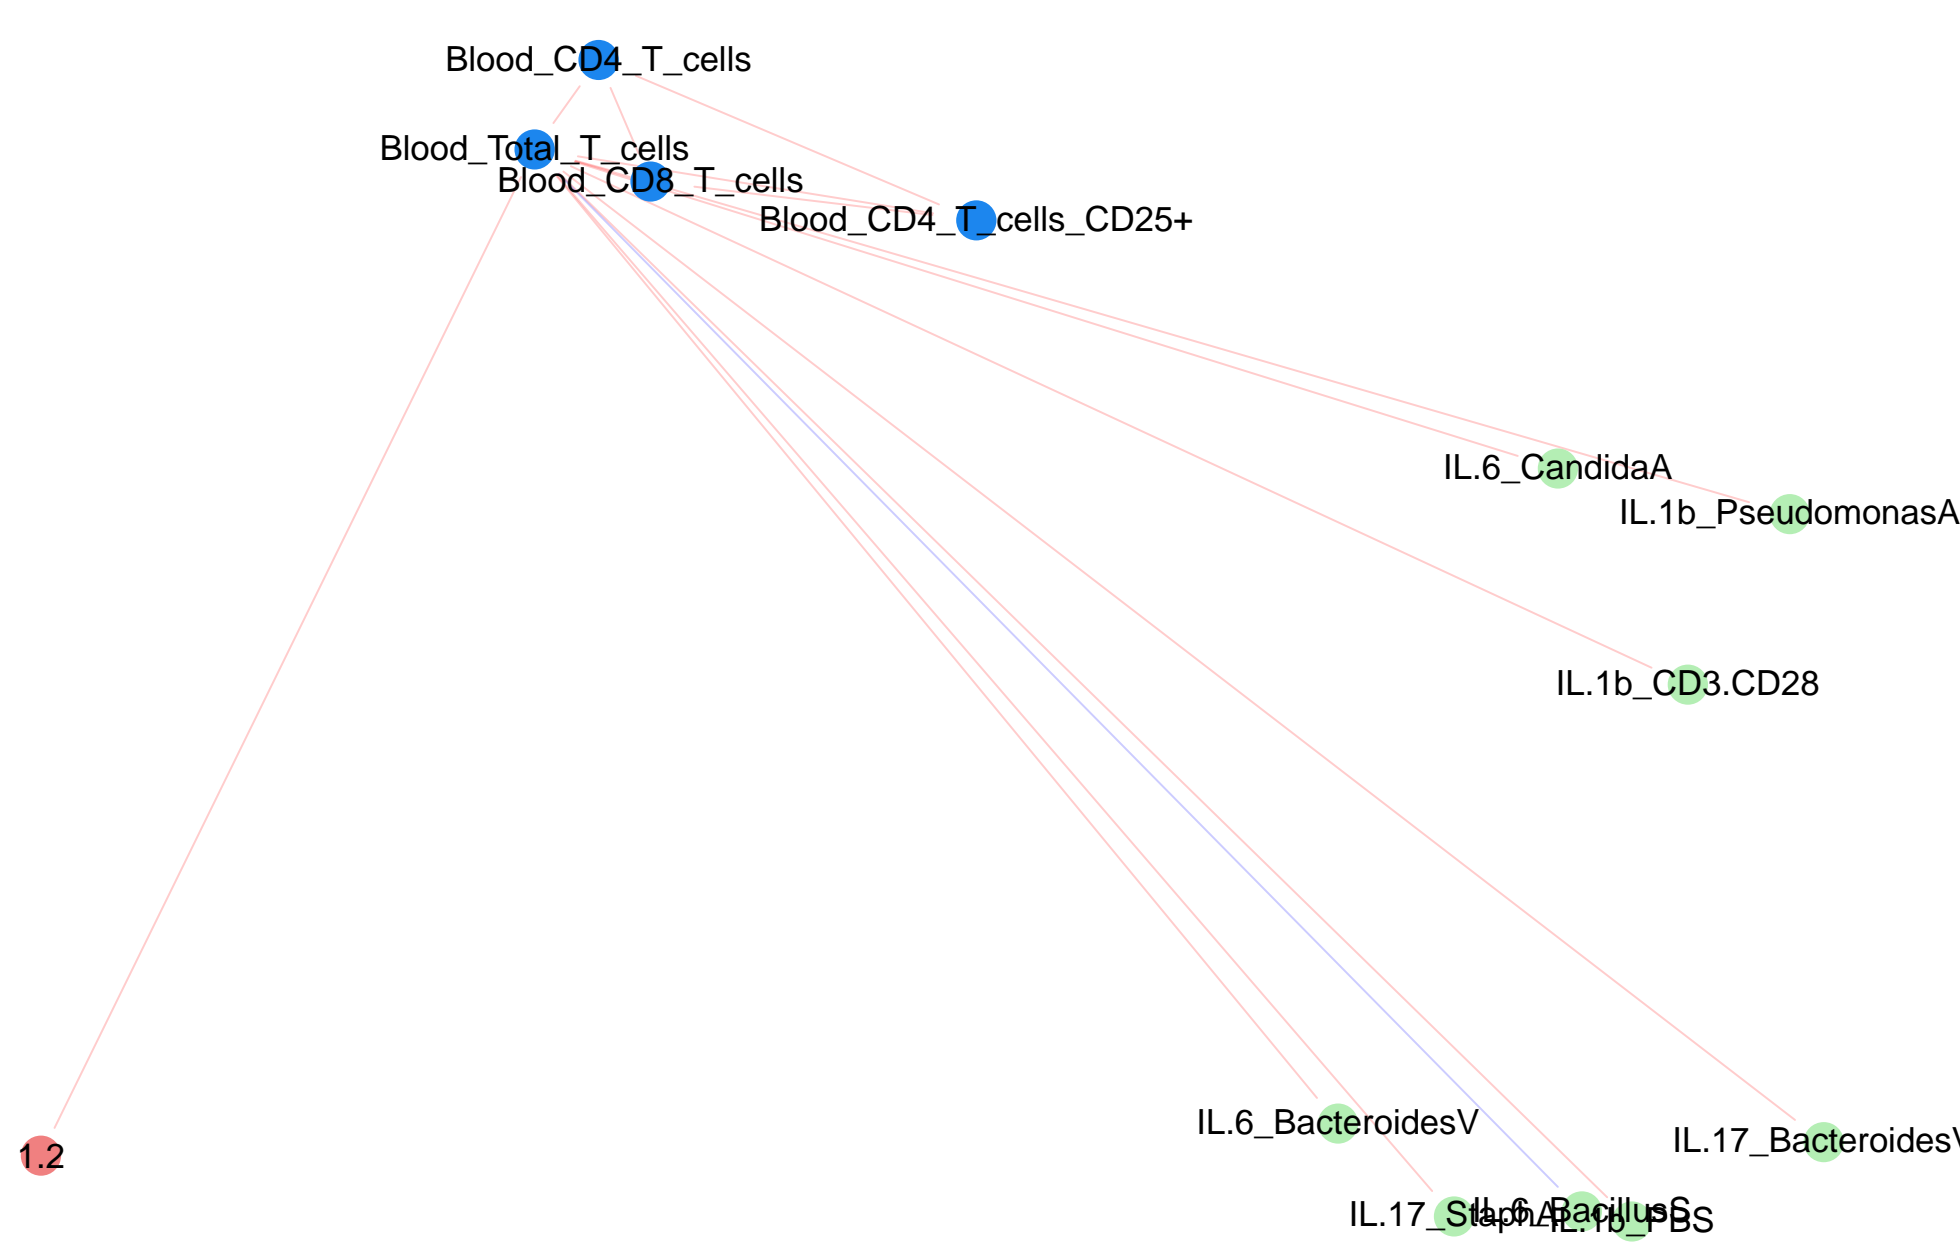 Blood_CD4_T_cells
Blood_Total_T_cells
Blood_CD8_T_cells
Blood_CD4_T_cells_CD25+
IL.6_CandidaA
IL.1b_PseudomonasA
IL.1b_CD3.CD28
IL.6_BacteroidesV
IL.17_BacteroidesV
1.2
IL.17_StaphA
IL.6_BacillusS
IL.1b_PBS